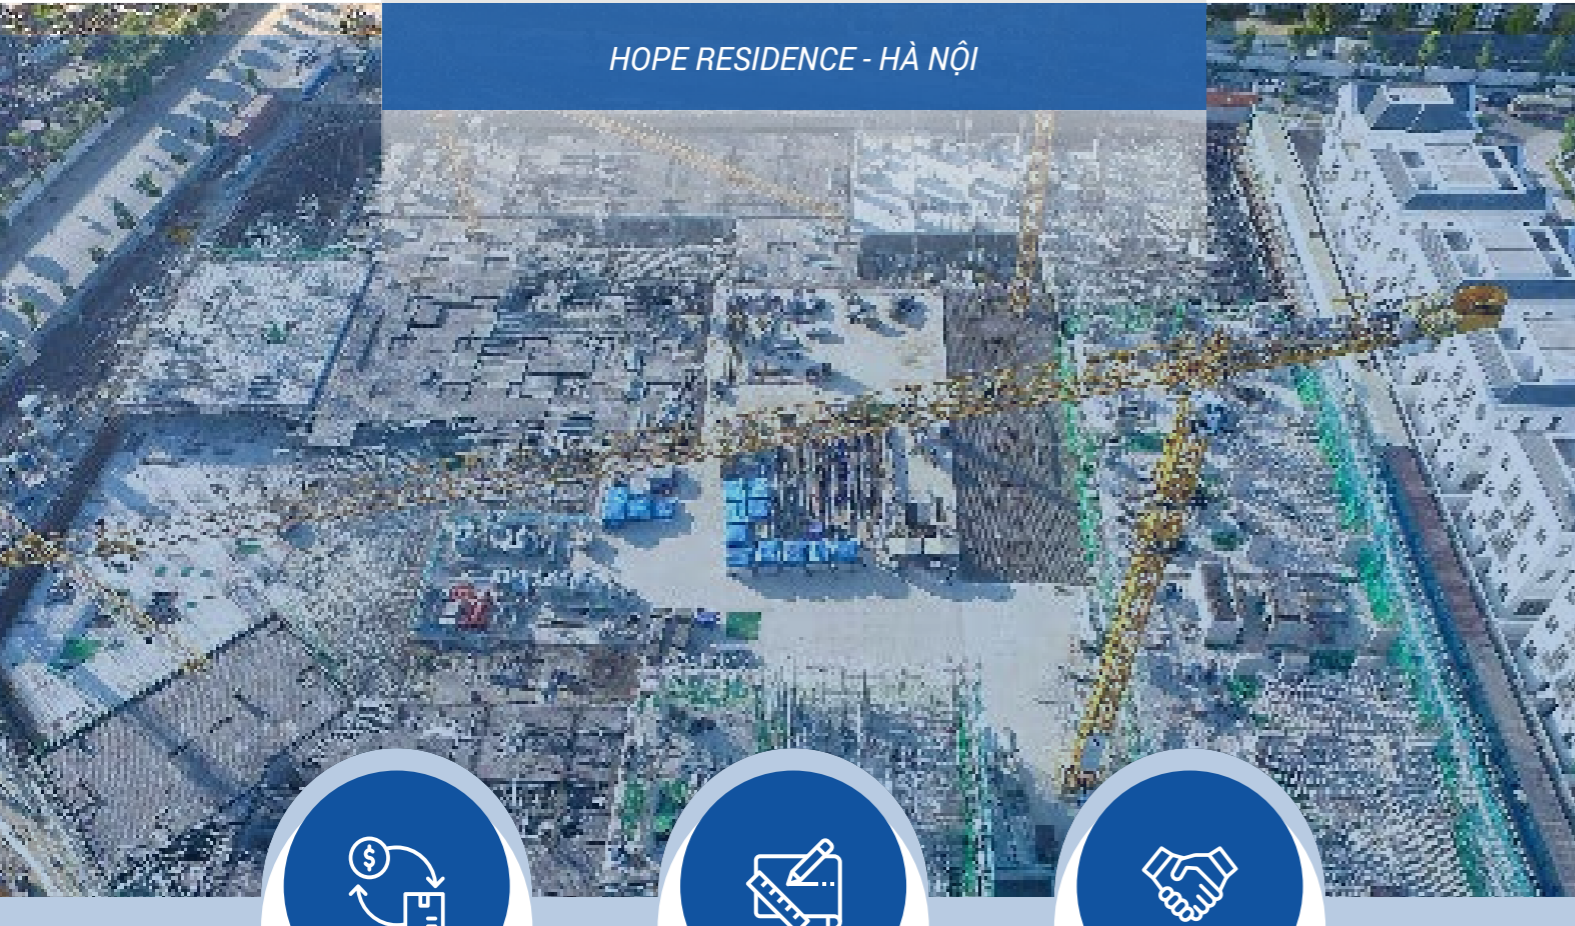 HOPE RESIDENCE - HÀ NỘI
$